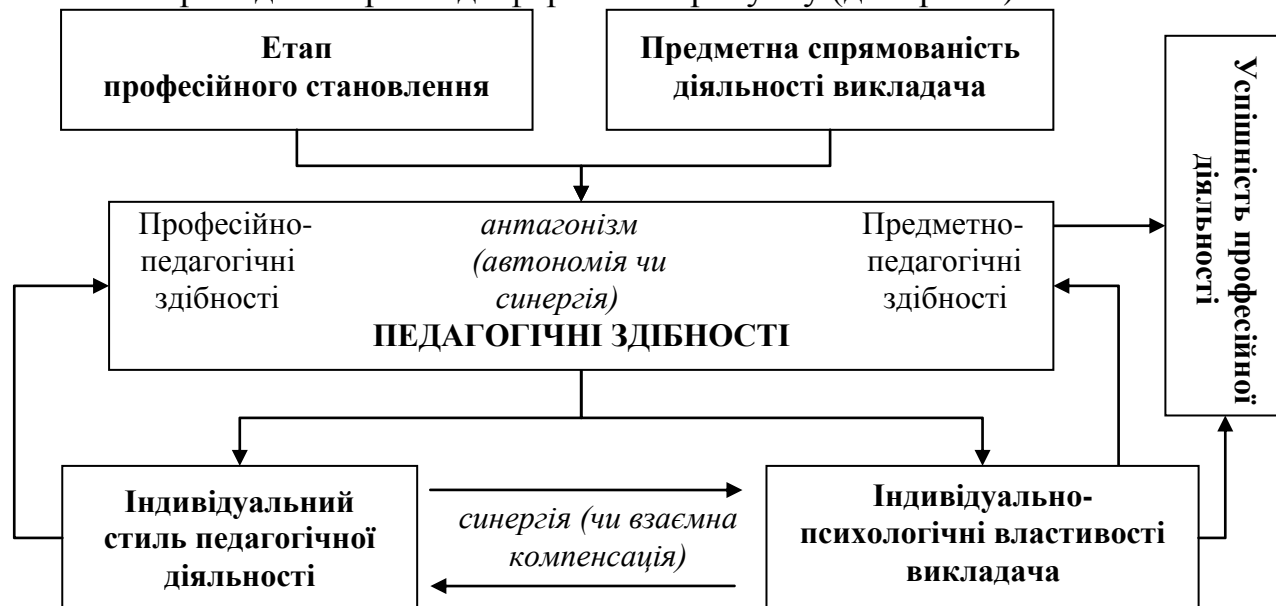 Етап
професійного становлення
Предметна спрямованість
діяльності викладача
Успішність професійної
діяльності
Професійно-
педагогічні
здібності
антагонізм
(автономія чи
синергія)
Предметно-
педагогічні
здібності
ПЕДАГОГІЧНІ ЗДІБНОСТІ
Індивідуальний
стиль педагогічної
діяльності
синергія (чи взаємна
компенсація)
Індивідуально-
психологічні властивості
викладача